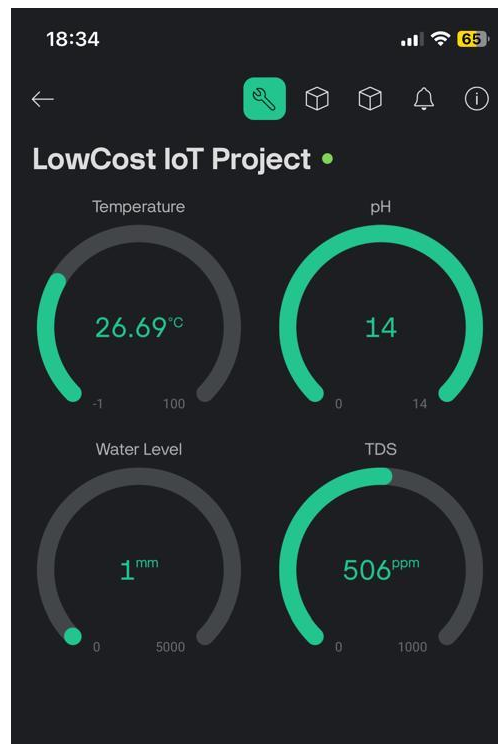 18:34
65
LowCost IoT Project
Temperature
pH
26.69°C
14
-1
100
0
14
Water Level
TDS
1mm
506ppm
0
5000
0
1000